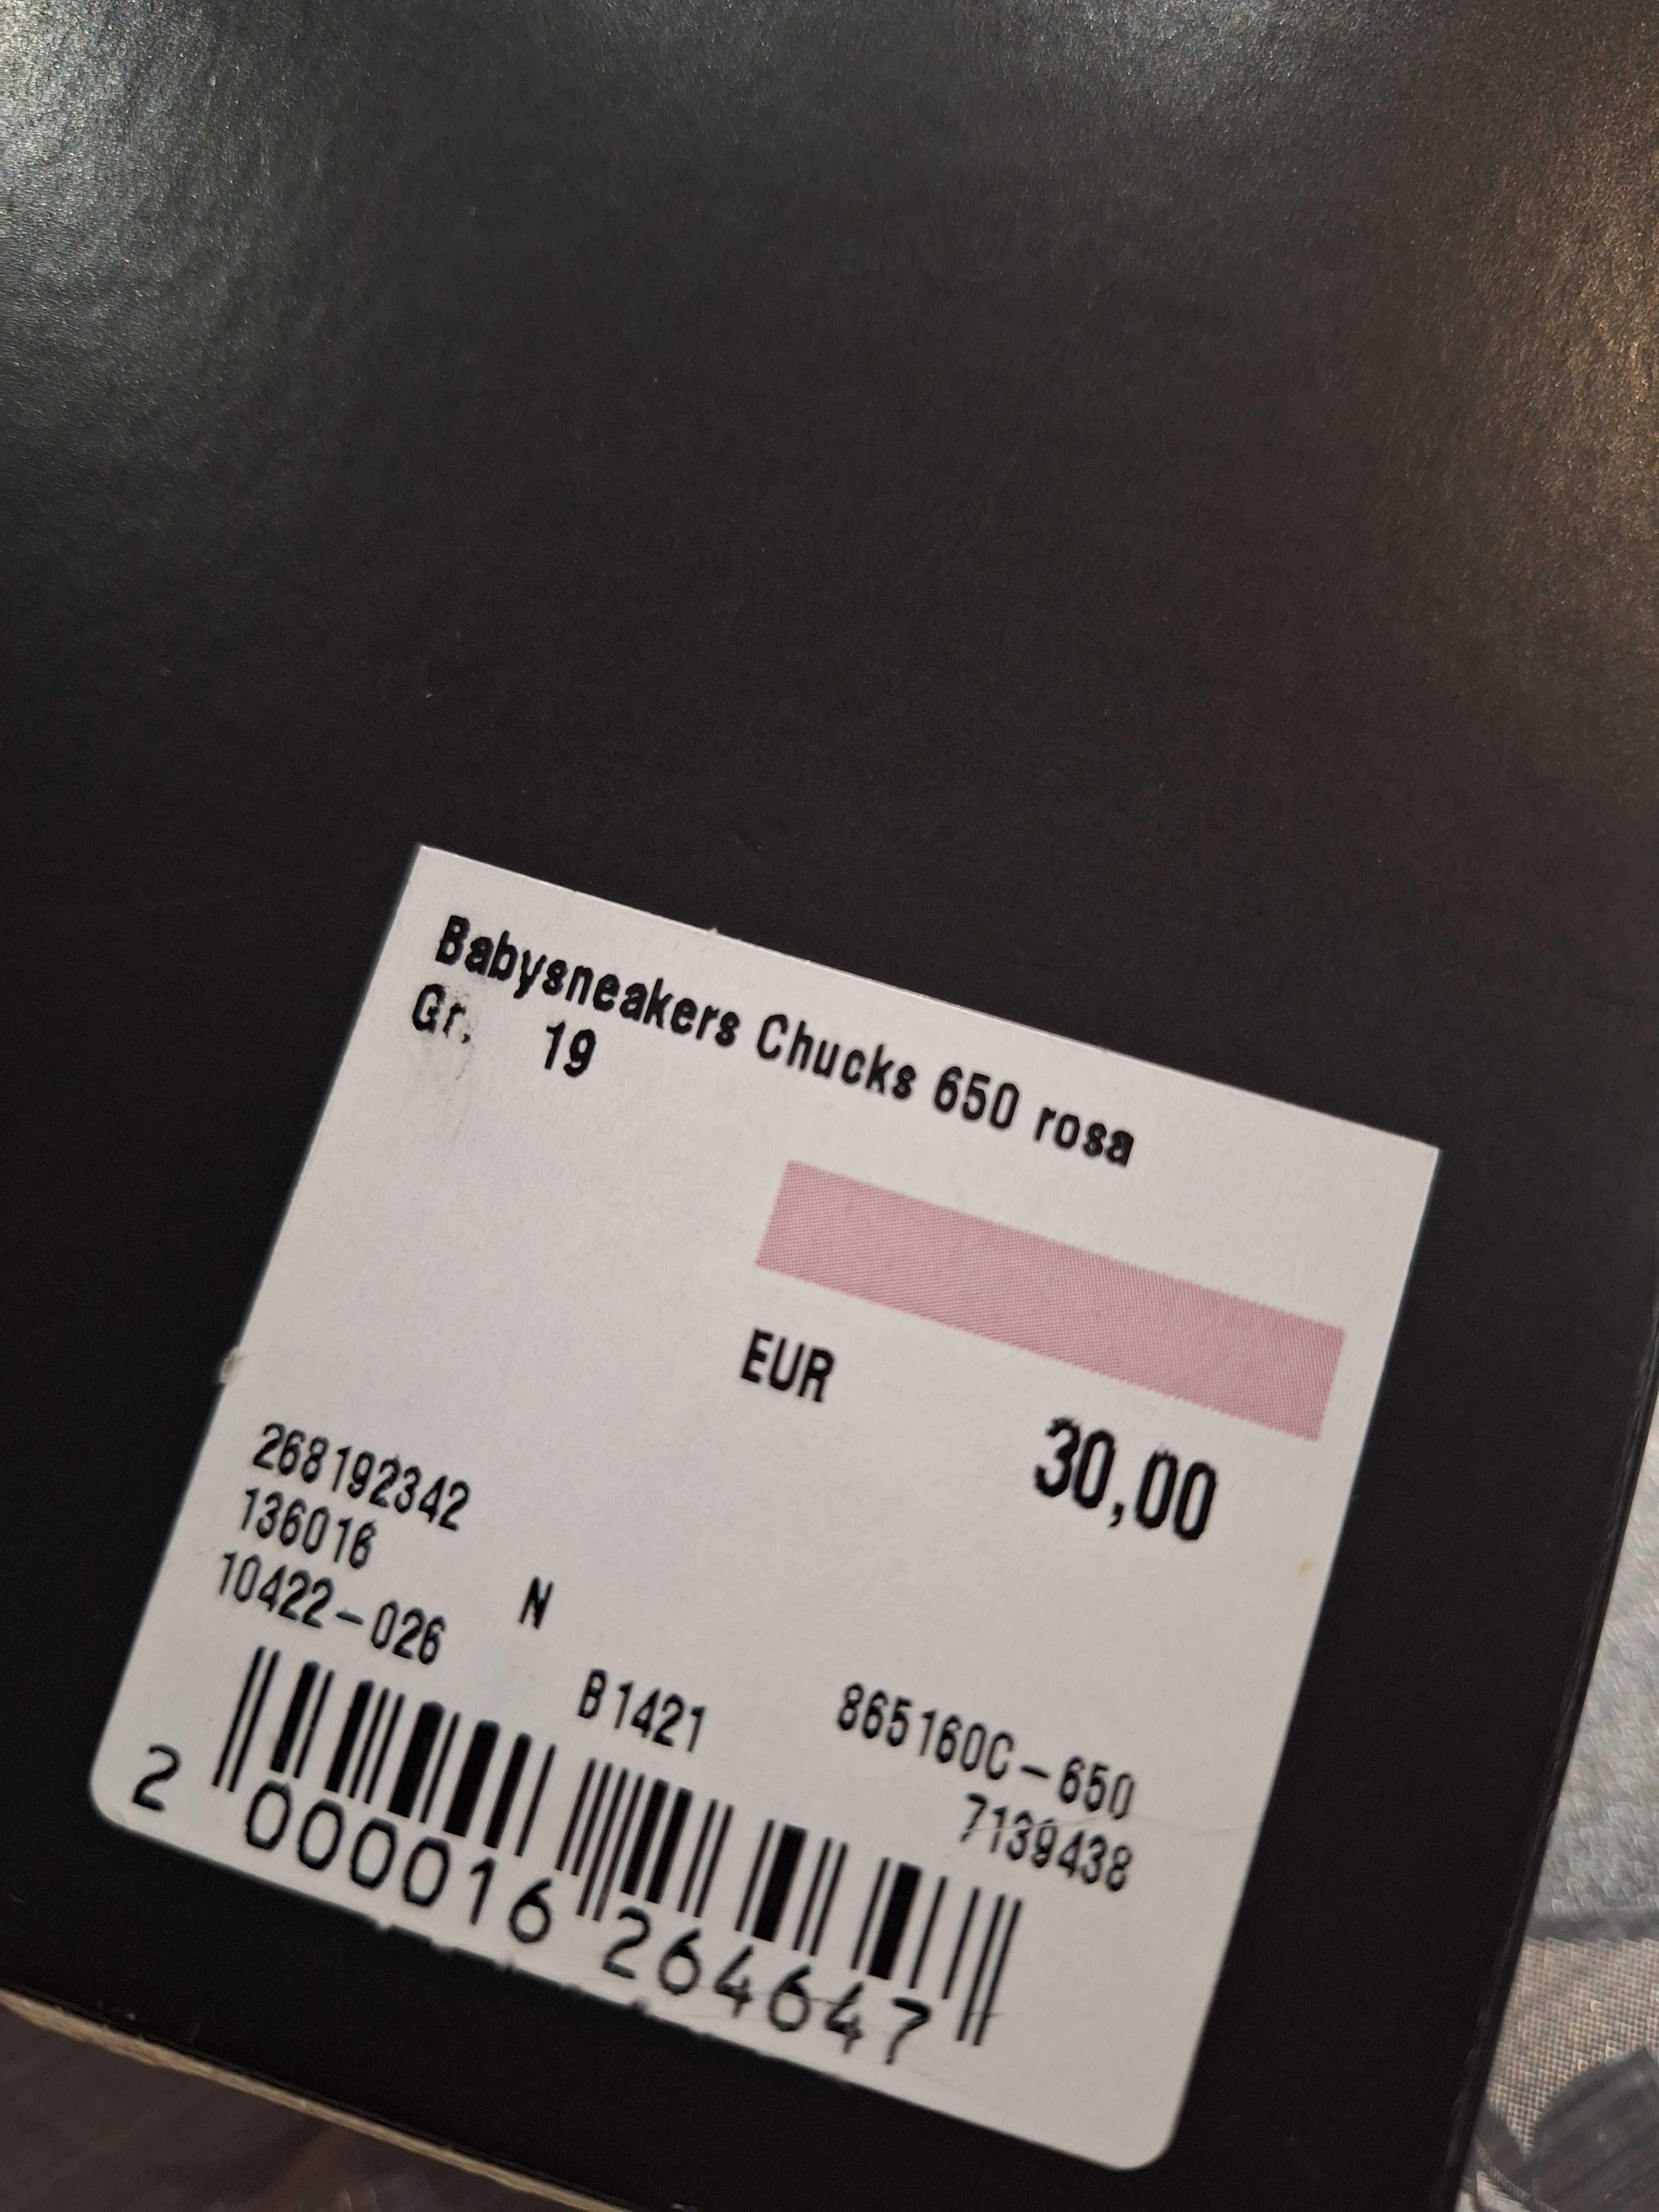 Babysneakers Chucks 650 rosa
Gr. 19
EUR 30,00
268192342
136016 N
10422-026 B1421 865160C-650
7139438
2 000016 264647